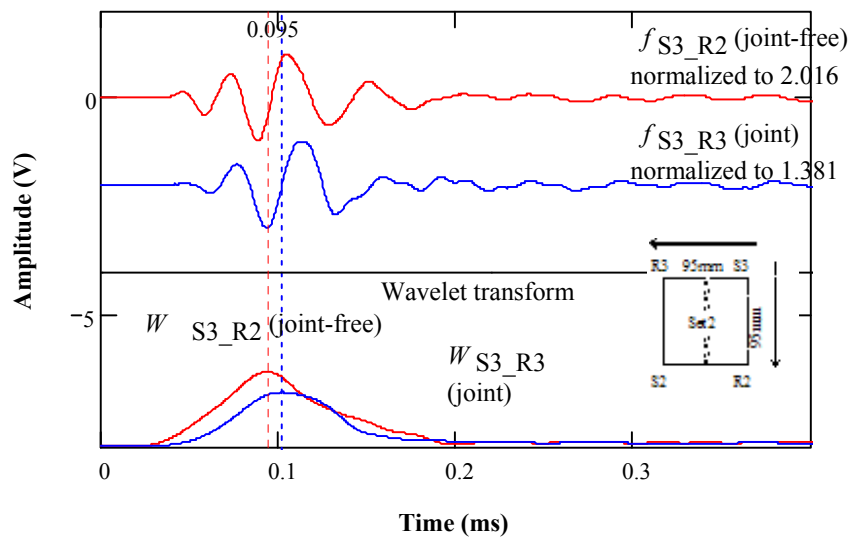 0.095
f S3_R2 (joint-free)
normalized to 2.016
0
f S3_R3 (joint)
normalized to 1.381
Amplitude (V)
R3 95mm S3
Wavelet transform
−5
W S3_R2 (joint-free)
Set 2
95mm
W S3_R3
(joint)
S2 R2
0 0.1 0.2 0.3
Time (ms)